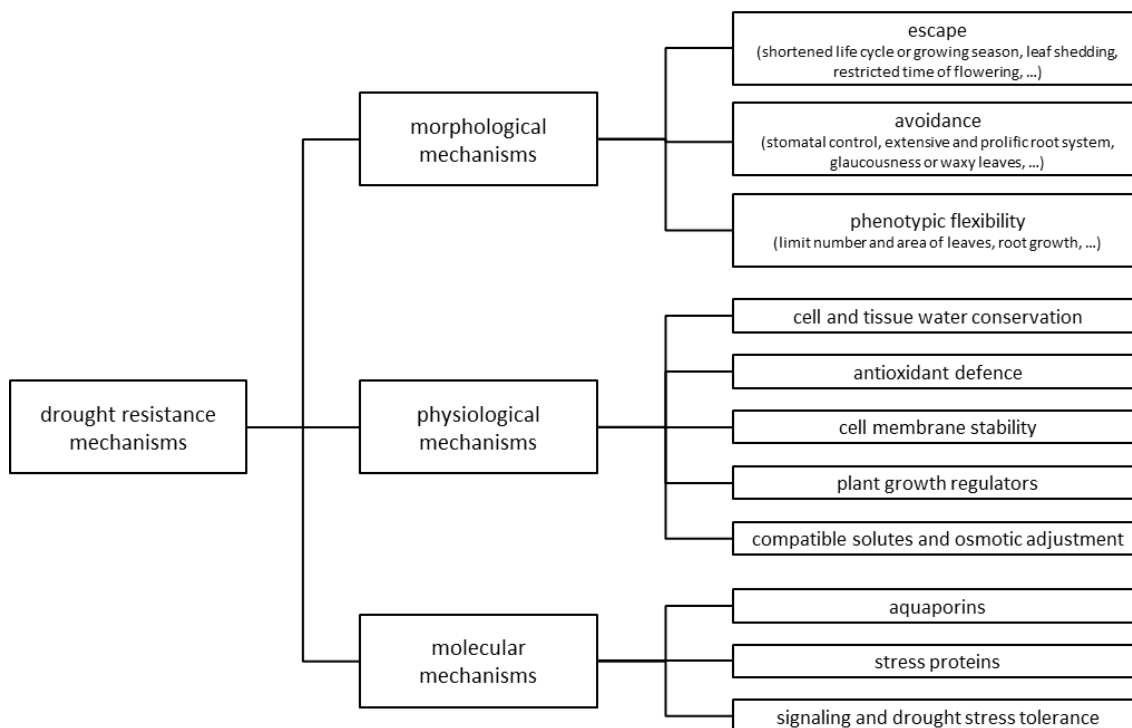 drought resistance
mechanisms
morphological
mechanisms
escape
(shortened life cycle or growing season, leaf shedding,
restricted time of flowering, ...)
avoidance
(stomatal control, extensive and prolific root system,
glaucousness or waxy leaves, ...)
phenotypic flexibility
(limit number and area of leaves, root growth, ...)
physiological
mechanisms
cell and tissue water conservation
antioxidant defence
cell membrane stability
plant growth regulators
compatible solutes and osmotic adjustment
molecular
mechanisms
aquaporins
stress proteins
signaling and drought stress tolerance